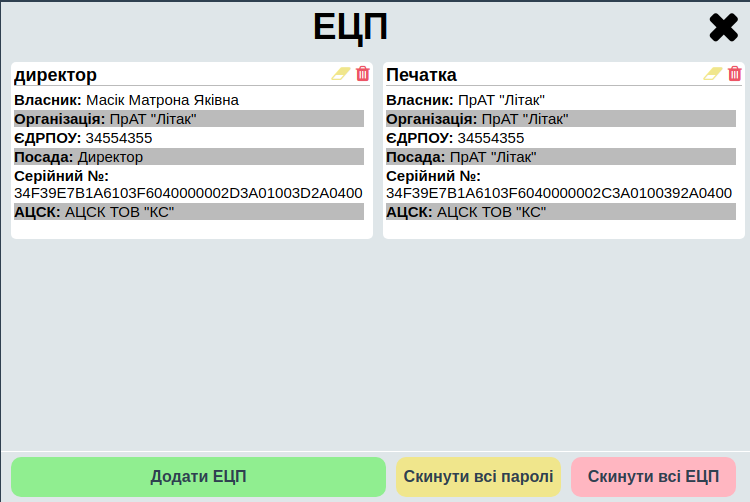 ЕЦП
директор
Власник: Масік Матрона Яківна
Організація: ПрАТ "Літак"
ЄДРПОУ: 34554355
Посада: Директор
Серійний №:
34F39E7B1A6103F6040000002D3A01003D2A0400
АЦСК: АЦСК ТОВ "КС"
Печатка
Власник: ПрАТ "Літак"
Організація: ПрАТ "Літак"
ЄДРПОУ: 34554355
Посада: ПрАТ "Літак"
Серійний №:
34F39E7B1A6103F6040000002C3A0100392A0400
АЦСК: АЦСК ТОВ "КС"
Додати ЕЦП
Скинути всі паролі
Скинути всі ЕЦП